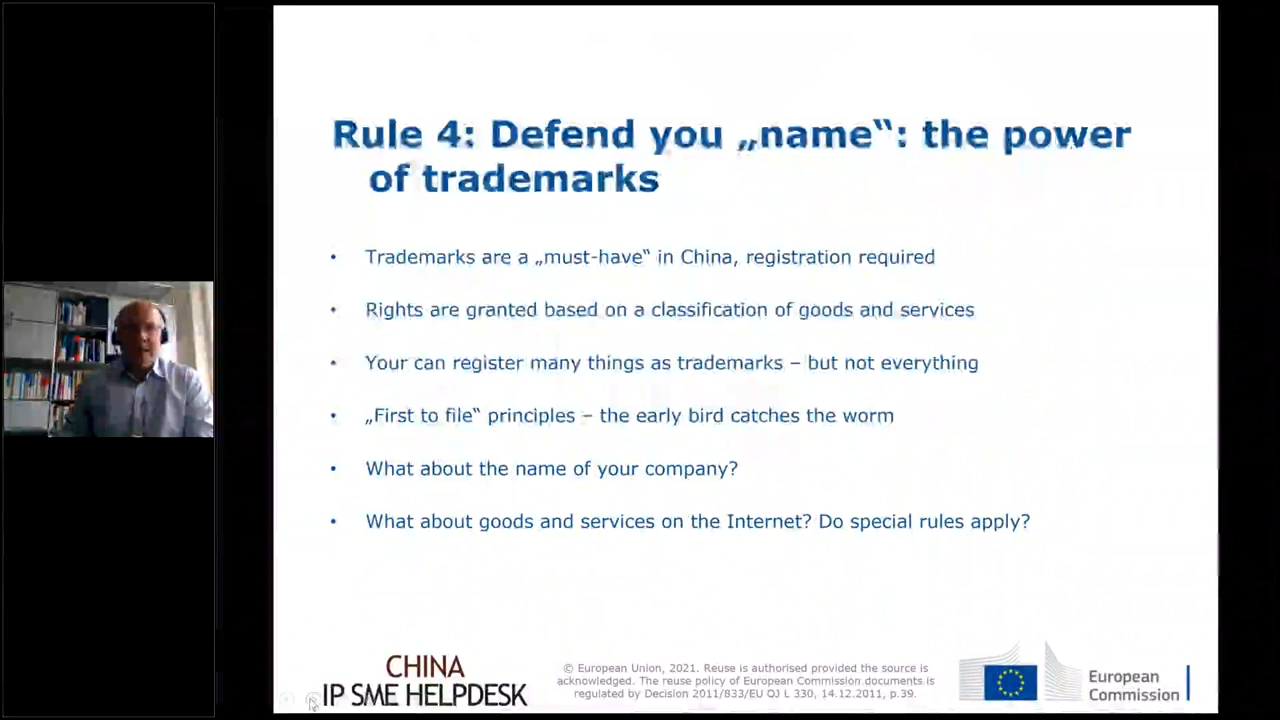 Rule 4: Defend you „name“: the power
of trademarks
• Trademarks are a „must-have“ in China, registration required
• Rights are granted based on a classification of goods and services
• Your can register many things as trademarks – but not everything
• „First to file“ principles – the early bird catches the worm
• What about the name of your company?
• What about goods and services on the Internet? Do special rules apply?
CHINA
IP SME HELPDESK
© European Union, 2021. Reuse is authorised provided the source is
acknowledged. The reuse policy of European Commission documents is
regulated by Decision 2011/833/EU OJ L 330, 14.12.2011, p.39.
European
Commission